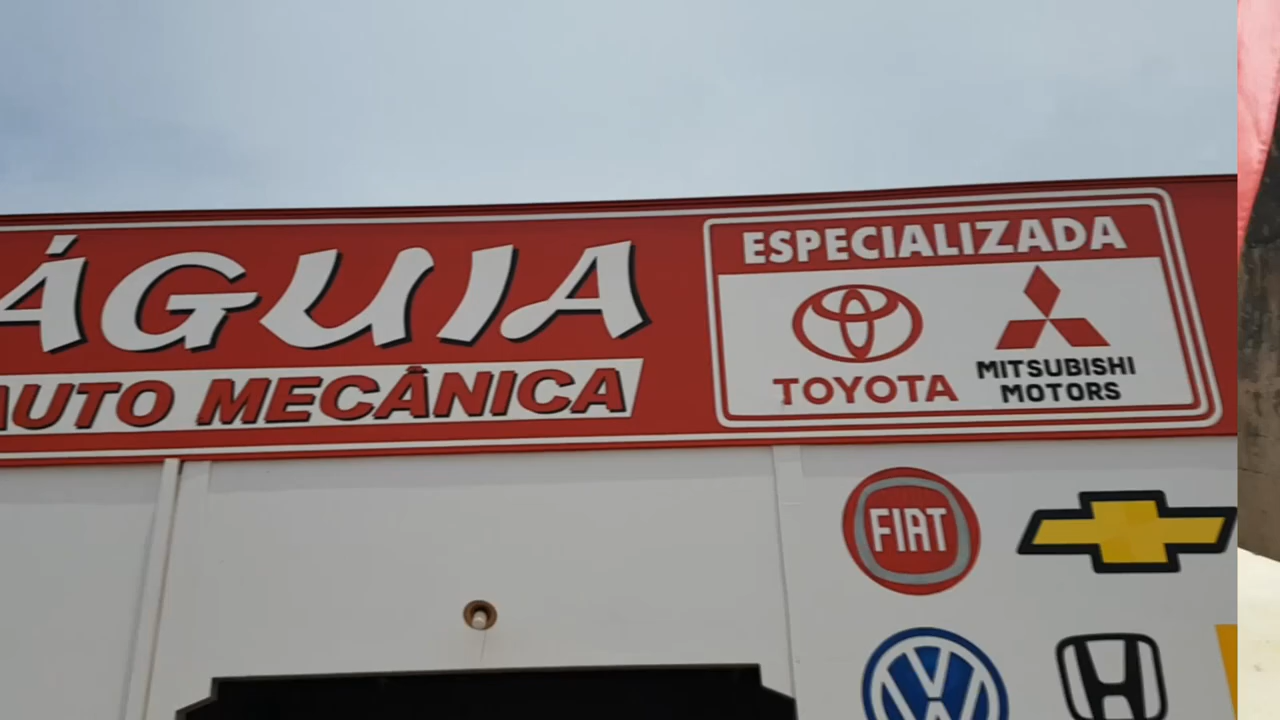 ÁGUIA
AUTO MECÂNICA
ESPECIALIZADA
TOYOTA
MITSUBISHI
MOTORS
FIAT